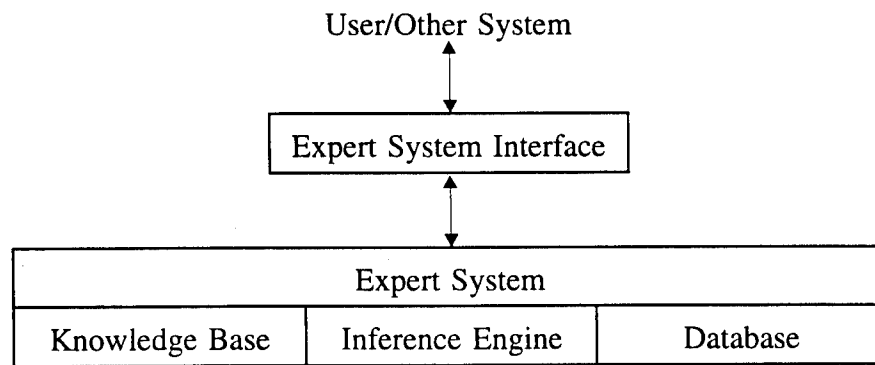 User/Other System
Expert System Interface
Expert System
Knowledge Base
Inference Engine
Database